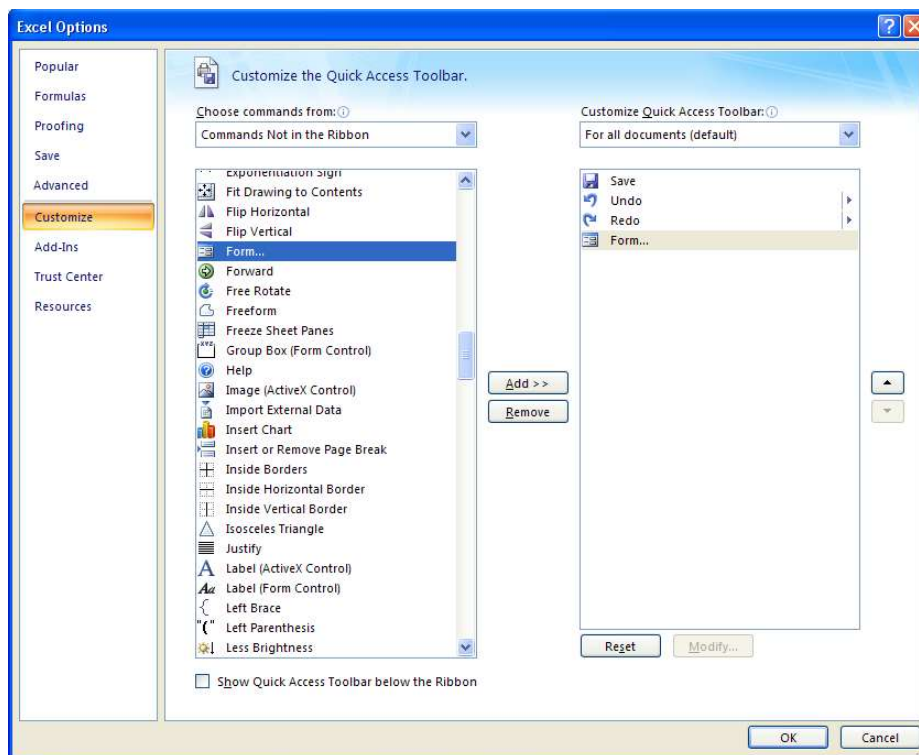 Excel Options
Popular
Formulas
Proofing
Save
Advanced
Customize
Add-Ins
Trust Center
Resources
Customize the Quick Access Toolbar.
Choose commands from:
Commands Not in the Ribbon
Exponentiation Sign
Fit Drawing to Contents
Flip Horizontal
Flip Vertical
Form...
Forward
Free Rotate
Freeform
Freeze Sheet Panes
Group Box (Form Control)
Help
Image (ActiveX Control)
Import External Data
Insert Chart
Insert or Remove Page Break
Inside Borders
Inside Horizontal Border
Inside Vertical Border
Isosceles Triangle
Justify
Label (ActiveX Control)
Label (Form Control)
Left Brace
Left Parenthesis
Less Brightness
Show Quick Access Toolbar below the Ribbon
Add >>
Remove
Customize Quick Access Toolbar:
For all documents (default)
Save
Undo
Redo
Form...
Reset
Modify...
OK
Cancel